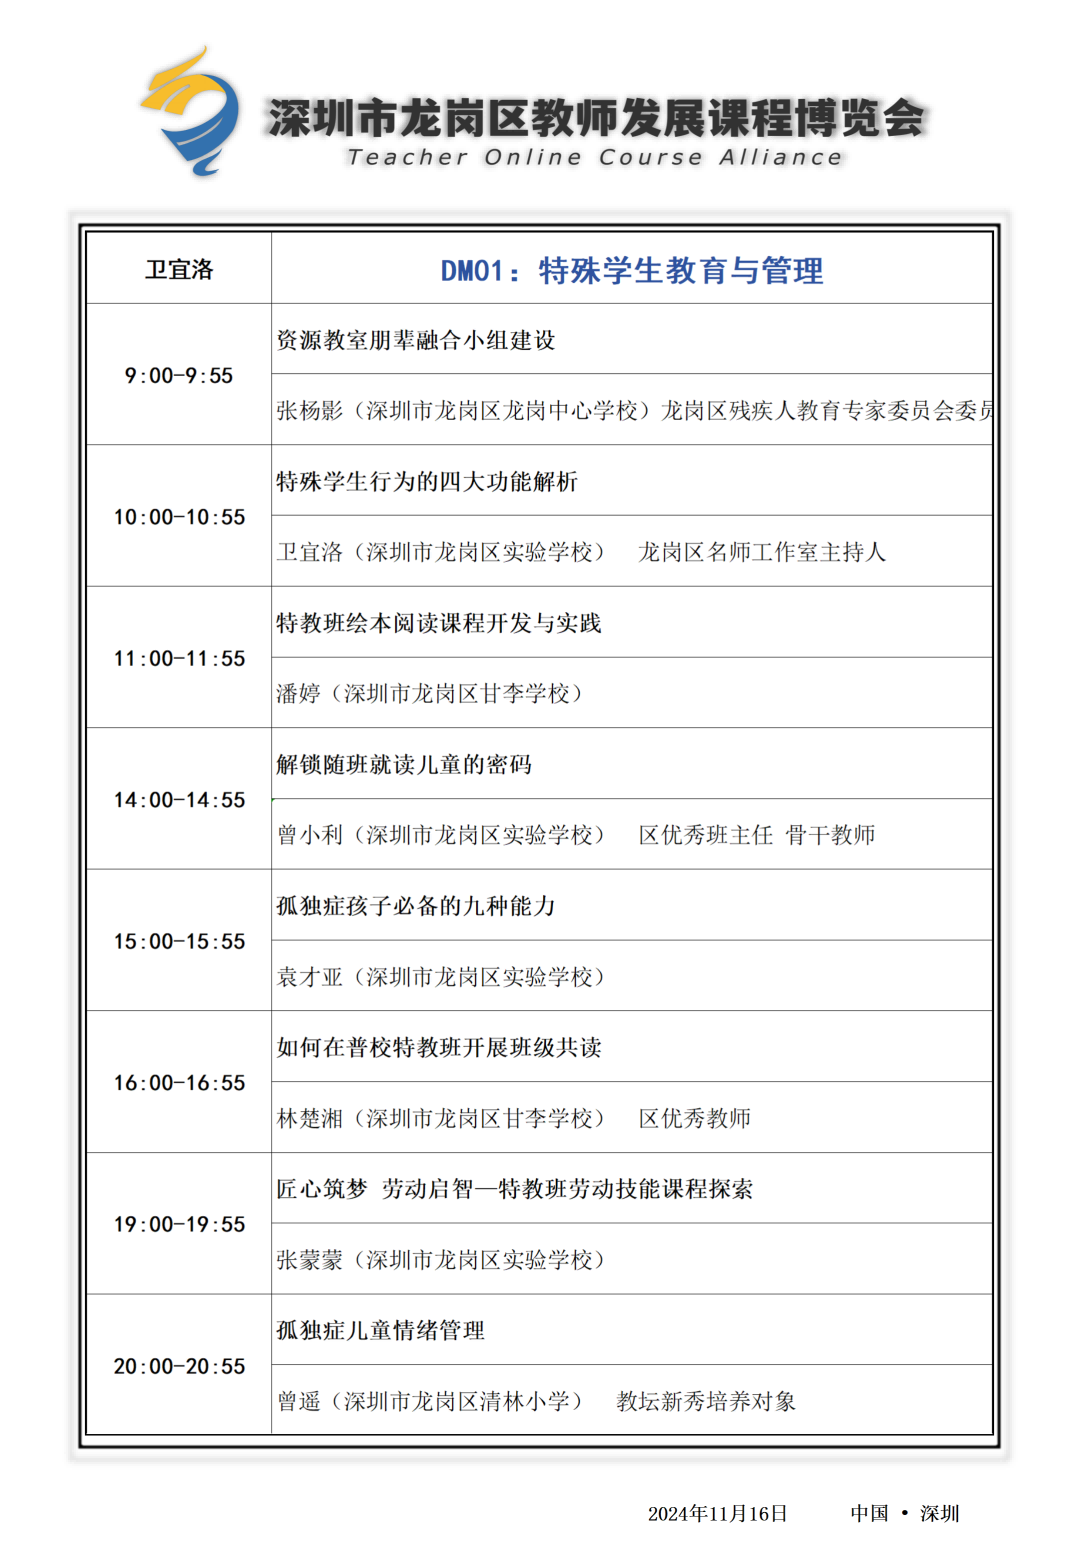 深圳市龙岗区教师发展课程博览会
Teacher Online Course Alliance
卫宜洛
DM01：特殊学生教育与管理
9:00-9:55
资源教室朋辈融合小组建设
张杨影（深圳市龙岗区龙岗中心学校）龙岗区残疾人教育专家委员会委员
10:00-10:55
特殊学生行为的四大功能解析
卫宜洛（深圳市龙岗区实验学校） 龙岗区名师工作室主持人
11:00-11:55
特教班绘本阅读课程开发与实践
潘婷（深圳市龙岗区甘李学校）
14:00-14:55
解锁随班就读儿童的密码
曾小利（深圳市龙岗区实验学校） 区优秀班主任 骨干教师
15:00-15:55
孤独症孩子必备的九种能力
袁才亚（深圳市龙岗区实验学校）
16:00-16:55
如何在普校特教班开展班级共读
林楚湘（深圳市龙岗区甘李学校） 区优秀教师
19:00-19:55
匠心筑梦 劳动启智—特教班劳动技能课程探索
张蒙蒙（深圳市龙岗区实验学校）
20:00-20:55
孤独症儿童情绪管理
曾遥（深圳市龙岗区清林小学） 教坛新秀培养对象
2024年11月16日 中国 • 深圳